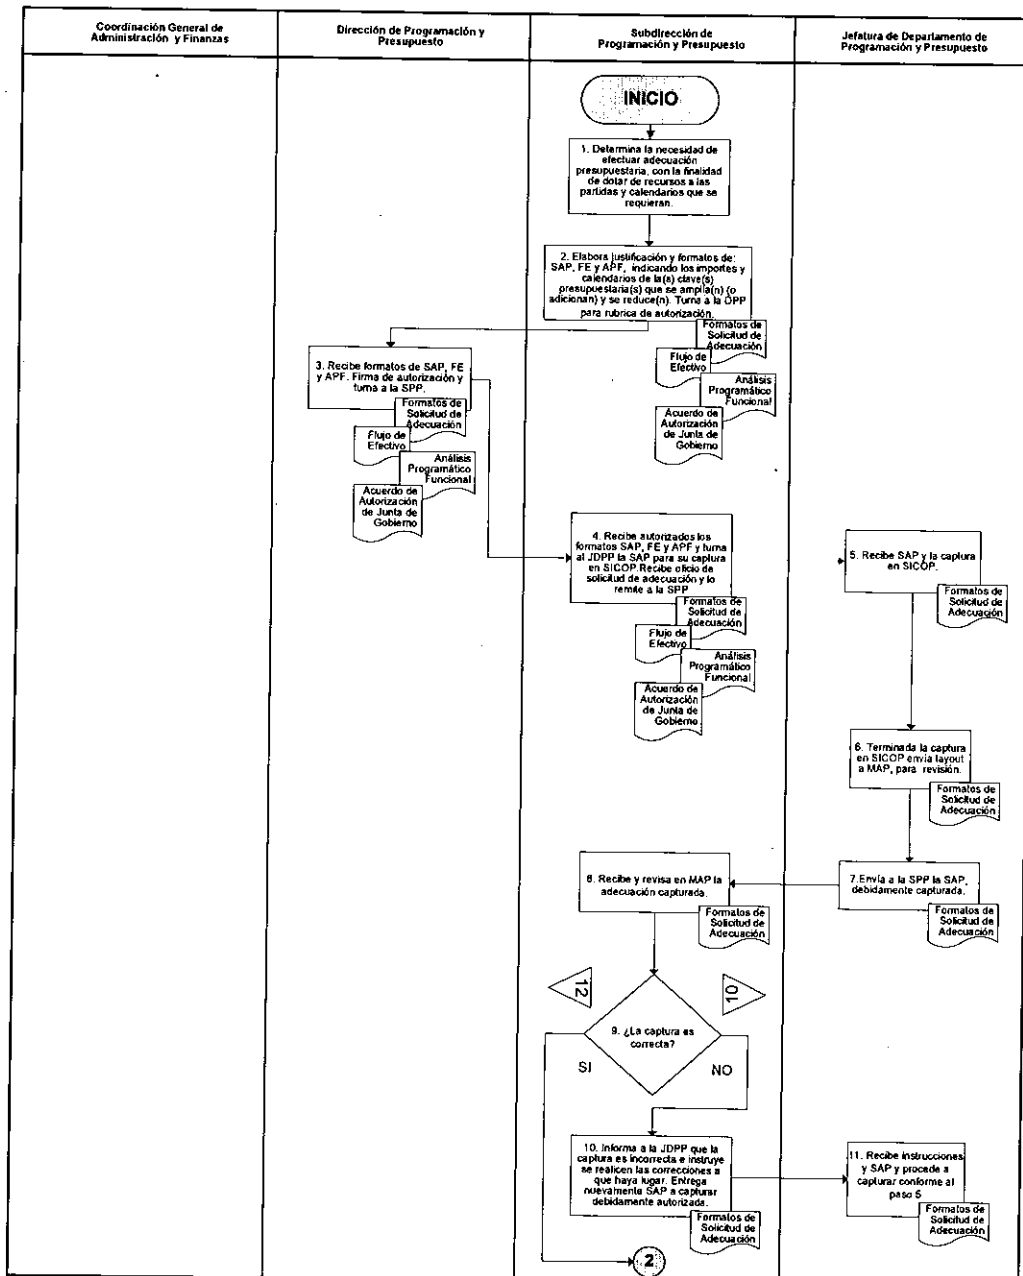 Coordinación General de
Administración y Finanzas
Dirección de Programación y
Presupuesto
Subdirección de
Programación y Presupuesto
Jefatura de Departamento de
Programación y Presupuesto
INICIO
1. Determina la necesidad de
efectuar adecuación
presupuestaria, con la finalidad
de dotar de recursos a las
partidas y calendarios que se
requieran.
2. Elabora justificación y formatos de:
SAP, FE y APF, indicando los importes y
calendarios de la(s) clave(s)
presupuestaria(s) que se amplia(n) (o
adicionan) y se reduce(n). Turna a la DPP
para rubrica de autorización.
Formatos de
Solicitud de
Adecuación
Flujo de
Efectivo
Análisis
Programático
Funcional
Acuerdo de
Autorización
de Junta de
Gobierno
3. Recibe formatos de SAP, FE
y APF. Firma de autorización y
turna a la SPP.
Formatos de
Solicitud de
Adecuación
Flujo de
Efectivo
Análisis
Programático
Funcional
Acuerdo de
Autorización
de Junta de
Gobierno
4. Recibe autorizados los
formatos SAP, FE y APF y turna
al JDPP la SAP para su captura
en SICOP.Recibe oficio de
solicitud de adecuación y lo
remite a la SPP
Formatos de
Solicitud de
Adecuación
Flujo de
Efectivo
Análisis
Programático
Funcional
Acuerdo de
Autorización
de Junta de
Gobierno
5. Recibe SAP y la captura
en SICOP.
Formatos de
Solicitud de
Adecuación
6. Terminada la captura
en SICOP envía layout
a MAP, para revisión.
Formatos de
Solicitud de
Adecuación
7.Envía a la SPP la SAP,
debidamente capturada.
Formatos de
Solicitud de
Adecuación
8. Recibe y revisa en MAP la
adecuación capturada.
Formatos de
Solicitud de
Adecuación
12
10
9. ¿La captura es
correcta?
SI
NO
10. Informa a la JDPP que la
captura es incorrecta e instruye
se realicen las correcciones a
que haya lugar. Entrega
nuevamente SAP a capturar
debidamente autorizada.
Formatos de
Solicitud de
Adecuación
11. Recibe instrucciones
y SAP y procede a
capturar conforme al
paso 5
Formatos de
Solicitud de
Adecuación
2